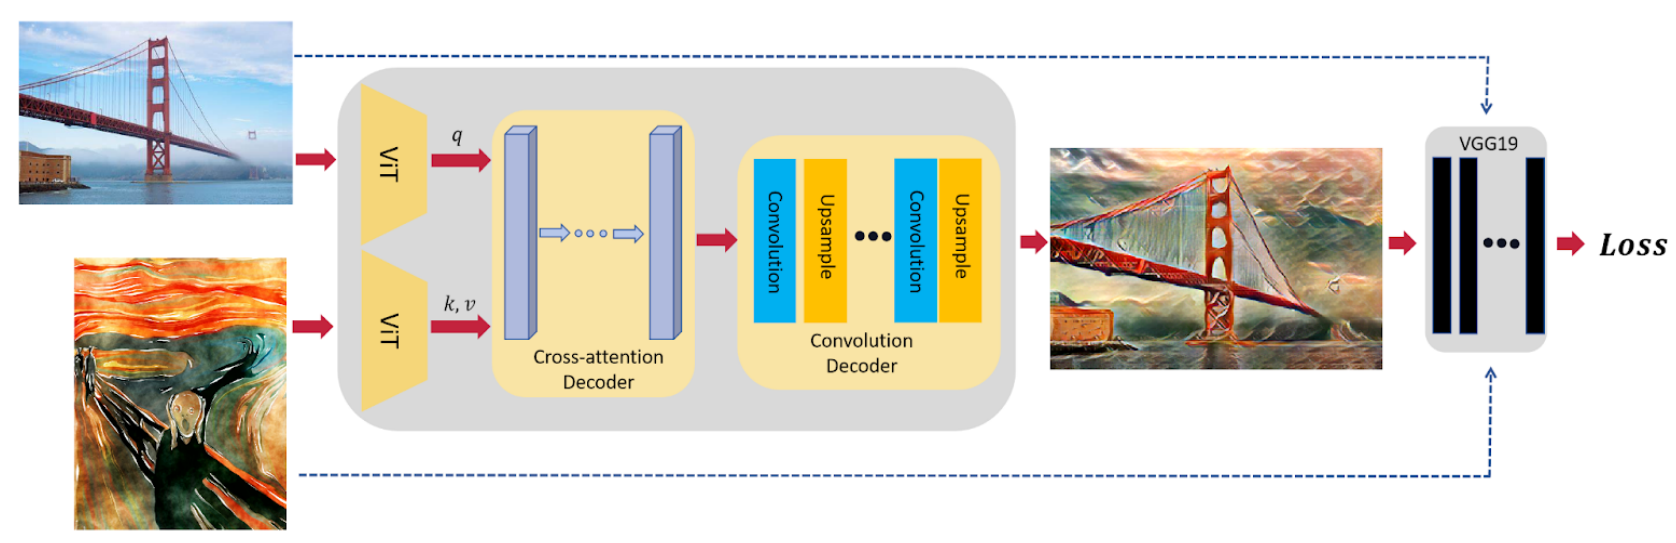 ViT
q
ViT
k, v
Cross-attention
Decoder
Convolution
Upsample
Convolution
Upsample
Convolution
Decoder
VGG19
Loss